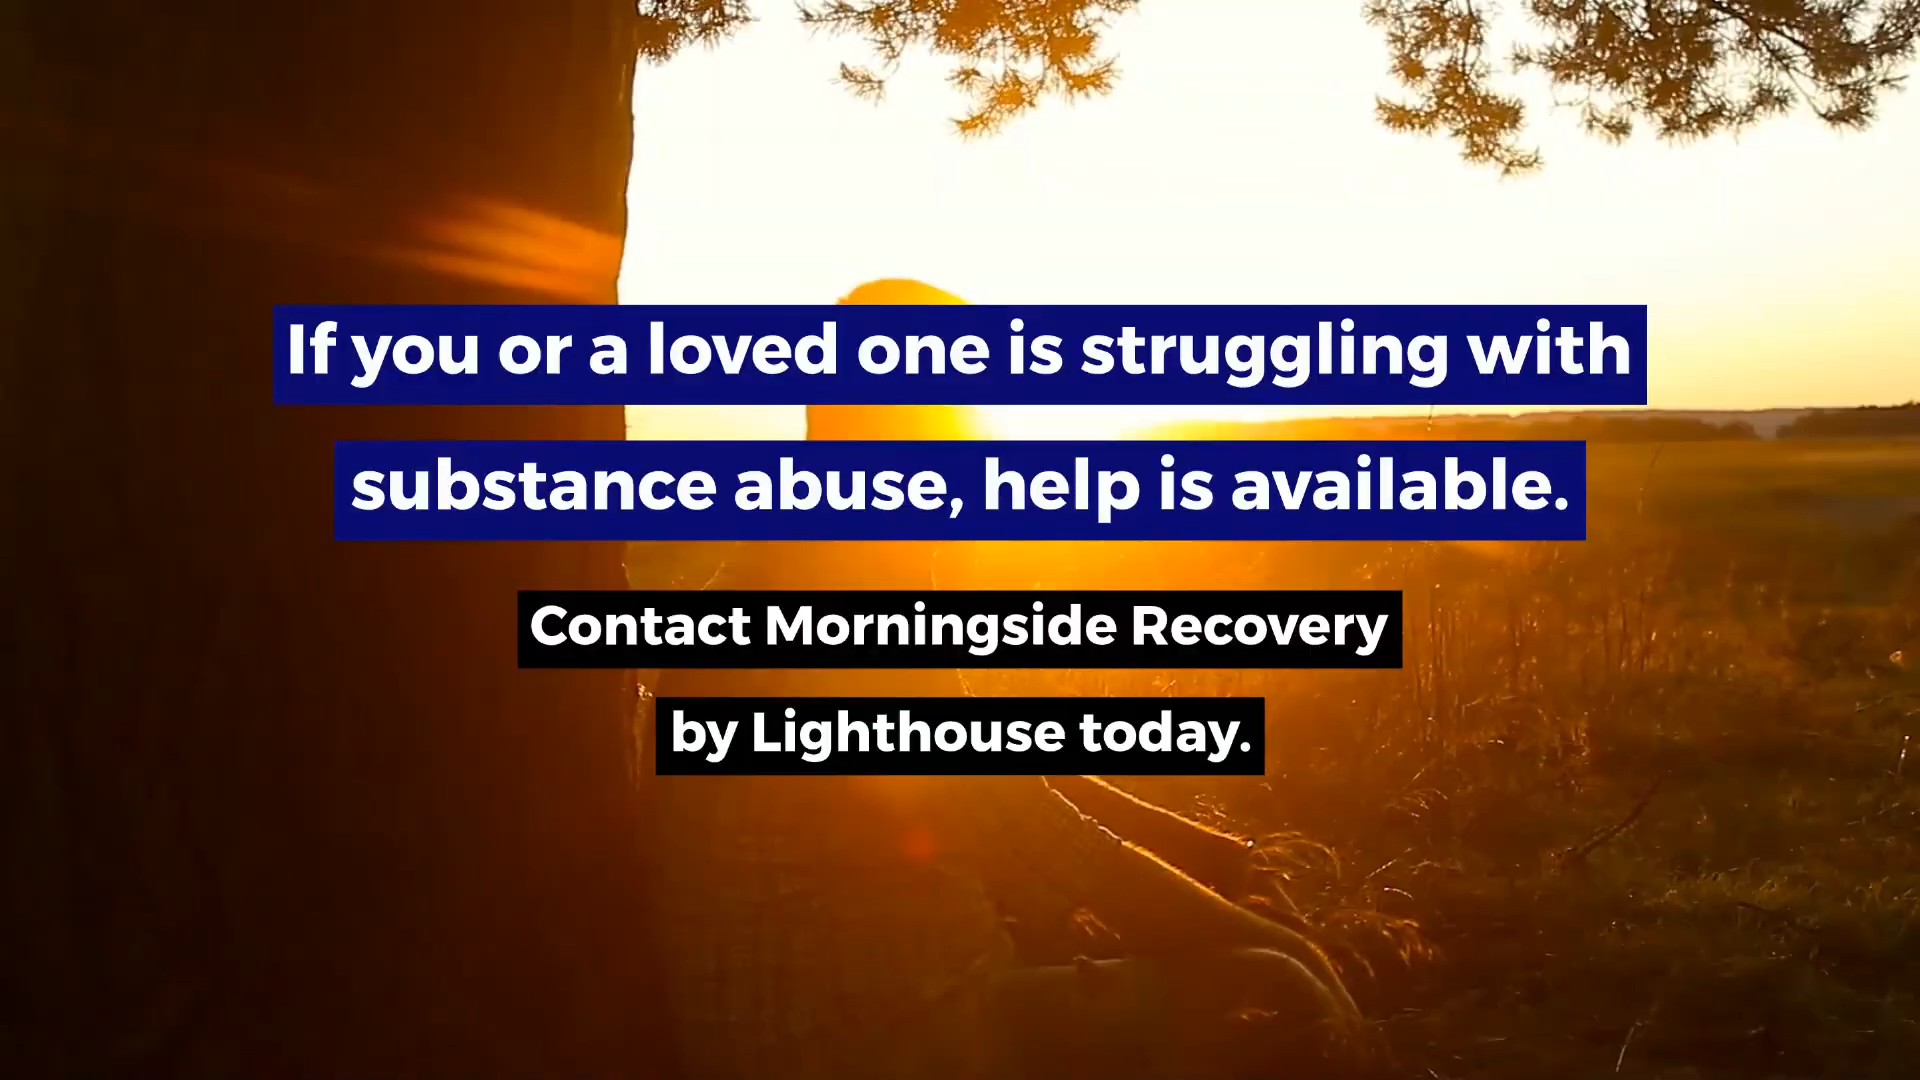 If you or a loved one is struggling with
substance abuse, help is available.
Contact Morningside Recovery
by Lighthouse today.